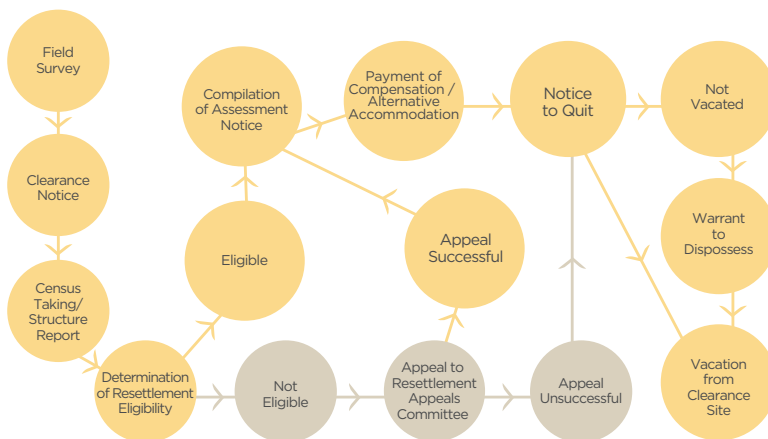 Field
Survey
Clearance
Notice
Census
Taking/
Structure
Report
Determination
of Resettlement
Eligibility
Eligible
Compilation
of Assessment
Notice
Payment of
Compensation /
Alternative
Accommodation
Not
Eligible
Appeal to
Resettlement
Appeals
Committee
Appeal
Successful
Appeal
Unsuccessful
Notice
to Quit
Not
Vacated
Warrant
to
Dispossess
Vacation
from
Clearance
Site